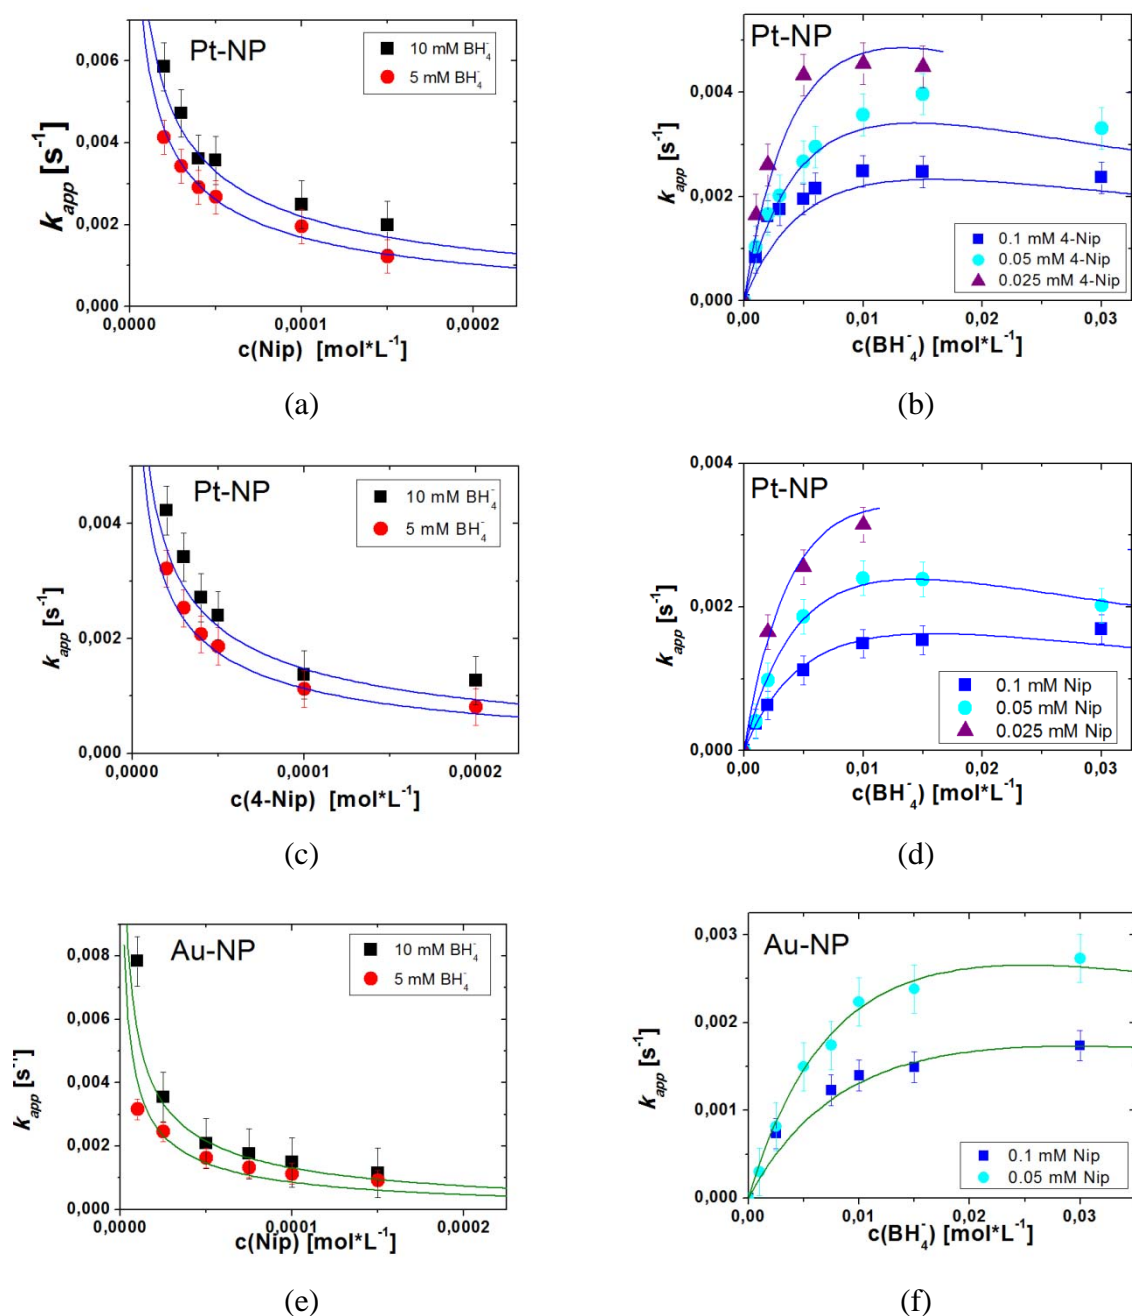 Pt-NP
10 mM BH₄⁻
5 mM BH₄⁻
0,006
0,004
0,002
0,000
k_app [s⁻¹]
0,0000
0,0001
0,0002
c(Nip) [mol*L⁻¹]
(a)
Pt-NP
0,004
0,002
0,000
k_app [s⁻¹]
0.1 mM 4-Nip
0.05 mM 4-Nip
0.025 mM 4-Nip
0,00
0,01
0,02
0,03
c(BH₄⁻) [mol*L⁻¹]
(b)
Pt-NP
10 mM BH₄⁻
5 mM BH₄⁻
0,004
0,002
0,000
k_app [s⁻¹]
0,0000
0,0001
0,0002
c(4-Nip) [mol*L⁻¹]
(c)
Pt-NP
0,004
0,002
0,000
k_app [s⁻¹]
0.1 mM Nip
0.05 mM Nip
0.025 mM Nip
0,00
0,01
0,02
0,03
c(BH₄⁻) [mol*L⁻¹]
(d)
Au-NP
10 mM BH₄⁻
5 mM BH₄⁻
0,008
0,006
0,004
0,002
0,000
k_app [s⁻¹]
0,0000
0,0001
0,0002
c(Nip) [mol*L⁻¹]
(e)
Au-NP
0,003
0,002
0,001
0,000
k_app [s⁻¹]
0.1 mM Nip
0.05 mM Nip
0,00
0,01
0,02
0,03
c(BH₄⁻) [mol*L⁻¹]
(f)